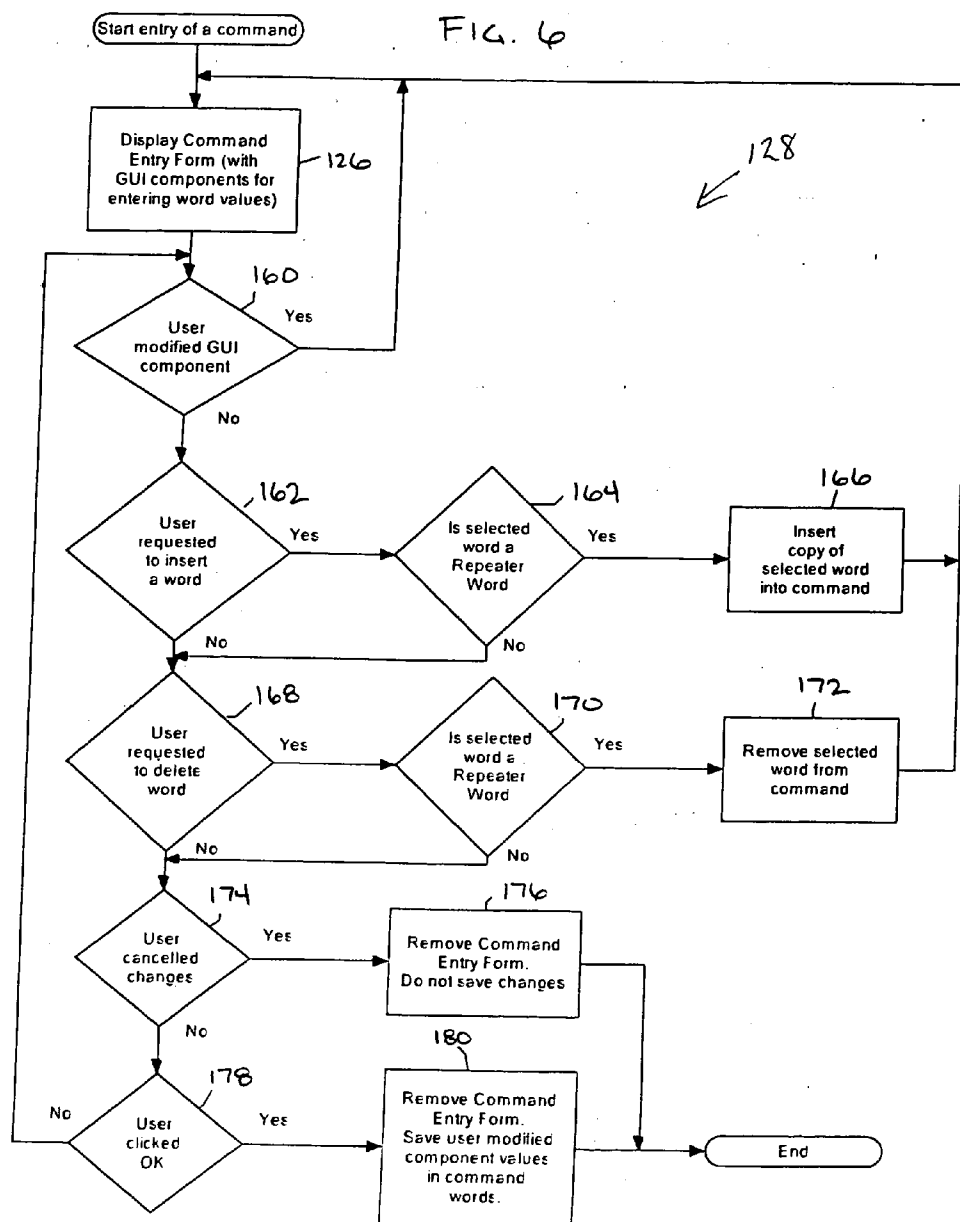 Start entry of a command
FIG. 6
Display Command
Entry Form (with
GUI components for
entering word values)
126
128
160
User
modified GUI
component
Yes
No
162
User
requested
to insert
a word
Yes
164
Is selected
word a
Repeater
Word
Yes
166
Insert
copy of
selected word
into command
No
No
168
User
requested
to delete
word
Yes
170
Is selected
word a
Repeater
Word
Yes
172
Remove selected
word from
command
No
No
174
User
cancelled
changes
Yes
176
Remove Command
Entry Form.
Do not save changes
No
178
No
User
clicked
OK
Yes
180
Remove Command
Entry Form.
Save user modified
component values
in command
words.
End